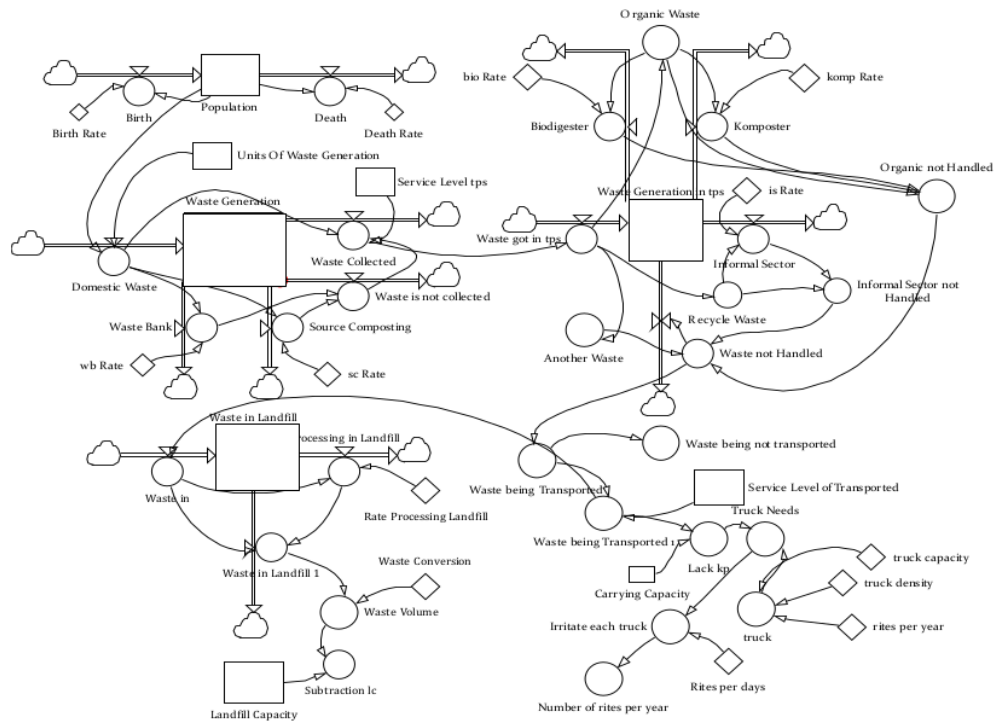 Organic Waste
bio Rate
komp Rate
Population
Birth
Death
Birth Rate
Death Rate
Biodigester
Komposter
Units Of Waste Generation
Organic not Handled
Service Level tps
Waste Generation
Waste Generation in tps
is Rate
Waste got in tps
Waste Collected
Informal Sector
Domestic Waste
Waste is not collected
Informal Sector not
Handled
Waste Bank
Source Composting
Recycle Waste
Another Waste
Waste not Handled
wb Rate
sc Rate
Waste in Landfill
rocessing in Landfill
Waste being not transported
Waste in
Waste being Transported
Service Level of Transported
Rate Processing Landfill
Truck Needs
Waste being Transported 1
Lack kp
Waste in Landfill 1
Waste Conversion
truck capacity
Carrying Capacity
truck density
Waste Volume
Irritate each truck
truck
rites per year
Subtraction lc
Rites per days
Landfill Capacity
Number of rites per year